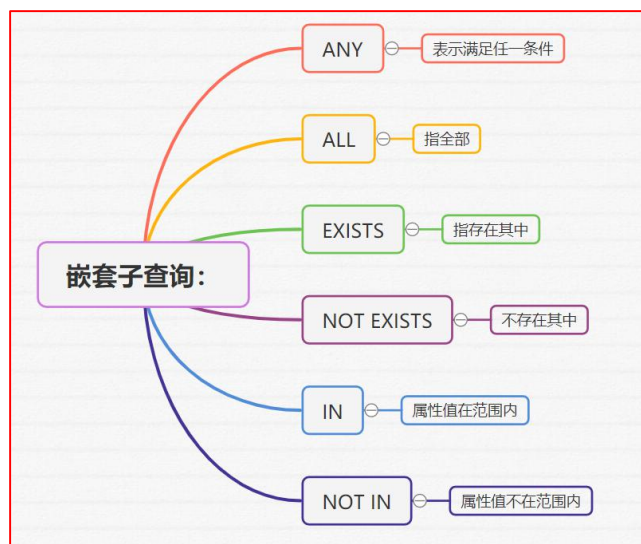 嵌套子查询：
ANY
表示满足任一条件
ALL
指全部
EXISTS
指存在其中
NOT EXISTS
不存在其中
IN
属性值在范围内
NOT IN
属性值不在范围内